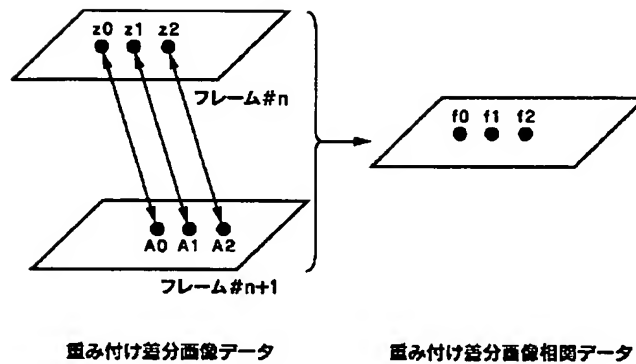 z0 z1 z2
フレーム#n
f0 f1 f2
A0 A1 A2
フレーム#n+1
重み付け差分画像データ
重み付け差分画像相関データ